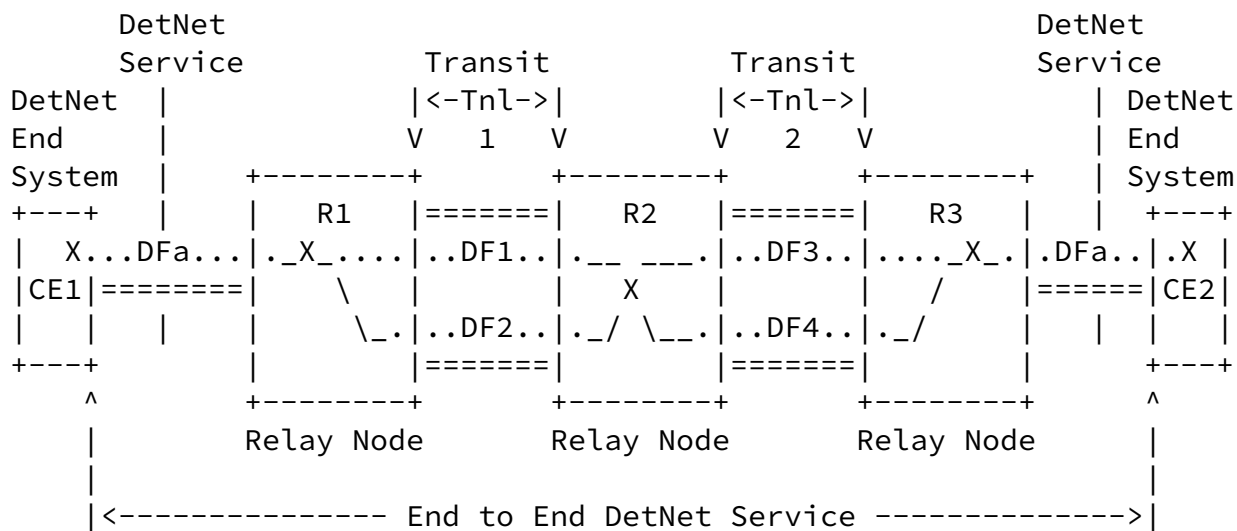 DetNet                                             DetNet
         Service            Transit            Transit      Service
DetNet     |               |<-Tnl->|         |<-Tnl->|          | DetNet
End        |               V   1   V         V   2   V          | End
System     |     +--------+        +--------+        +--------+ | System
+---+  |   |   R1   |=======|   R2   |=======|   R3   |  |  +---+
|  X...DFa...|._X_....|..DF1..|.__ ___.|..DF3..|...._X_.|.DFa..|.X |
|CE1|========|    \   |       |   X    |       |   /    |======|CE2|
|   |   |         \_.|..DF2..|._/ \__.|..DF4..|._/      |  |   |   |
+---+        |        |=======|        |=======|        |      +---+
    ^        +--------+       +--------+       +--------+      ^
    |        Relay Node       Relay Node       Relay Node      |
    |                                                          |
    |<-------------- End to End DetNet Service -------------->|